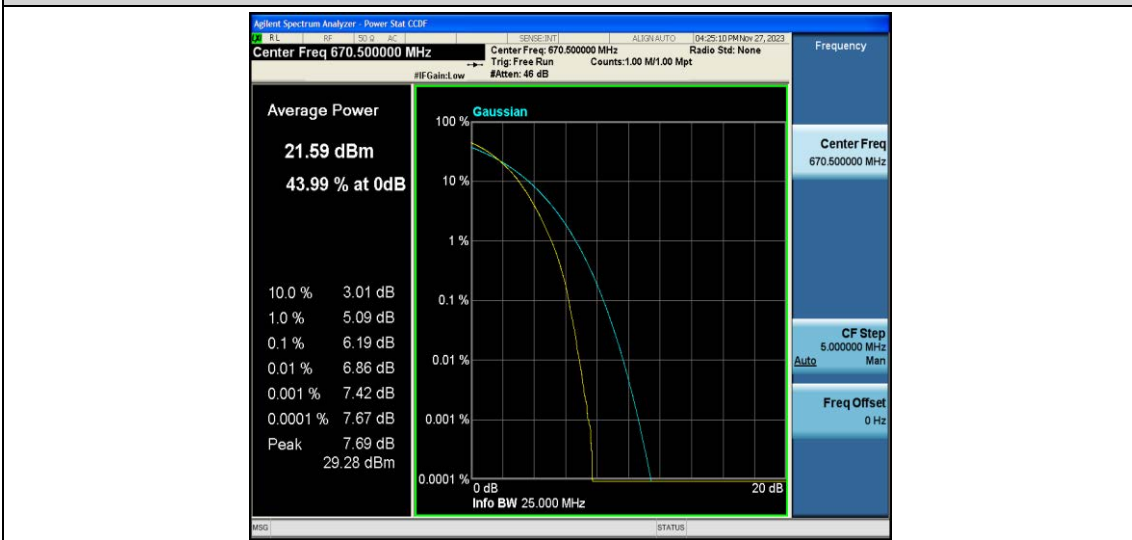 Agilent Spectrum Analyzer - Power Stat CCDF
RL RF 50 Ω AC SENSE:INT ALIGNAUTO 04:25:10 PM Nov 27, 2023
Center Freq 670.500000 MHz
Center Freq: 670.500000 MHz Radio Std: None
Trig: Free Run Counts:1.00 M/1.00 Mpt
#IFGain:Low #Atten: 46 dB
Frequency
Average Power
21.59 dBm
43.99 % at 0dB
10.0 % 3.01 dB
1.0 % 5.09 dB
0.1 % 6.19 dB
0.01 % 6.86 dB
0.001 % 7.42 dB
0.0001 % 7.67 dB
Peak 7.69 dB
29.28 dBm
Gaussian
100 %
10 %
1 %
0.1 %
0.01 %
0.001 %
0.0001 %
0 dB 20 dB
Info BW 25.000 MHz
Center Freq
670.500000 MHz
CF Step
5.000000 MHz
Auto Man
Freq Offset
0 Hz
MSG STATUS